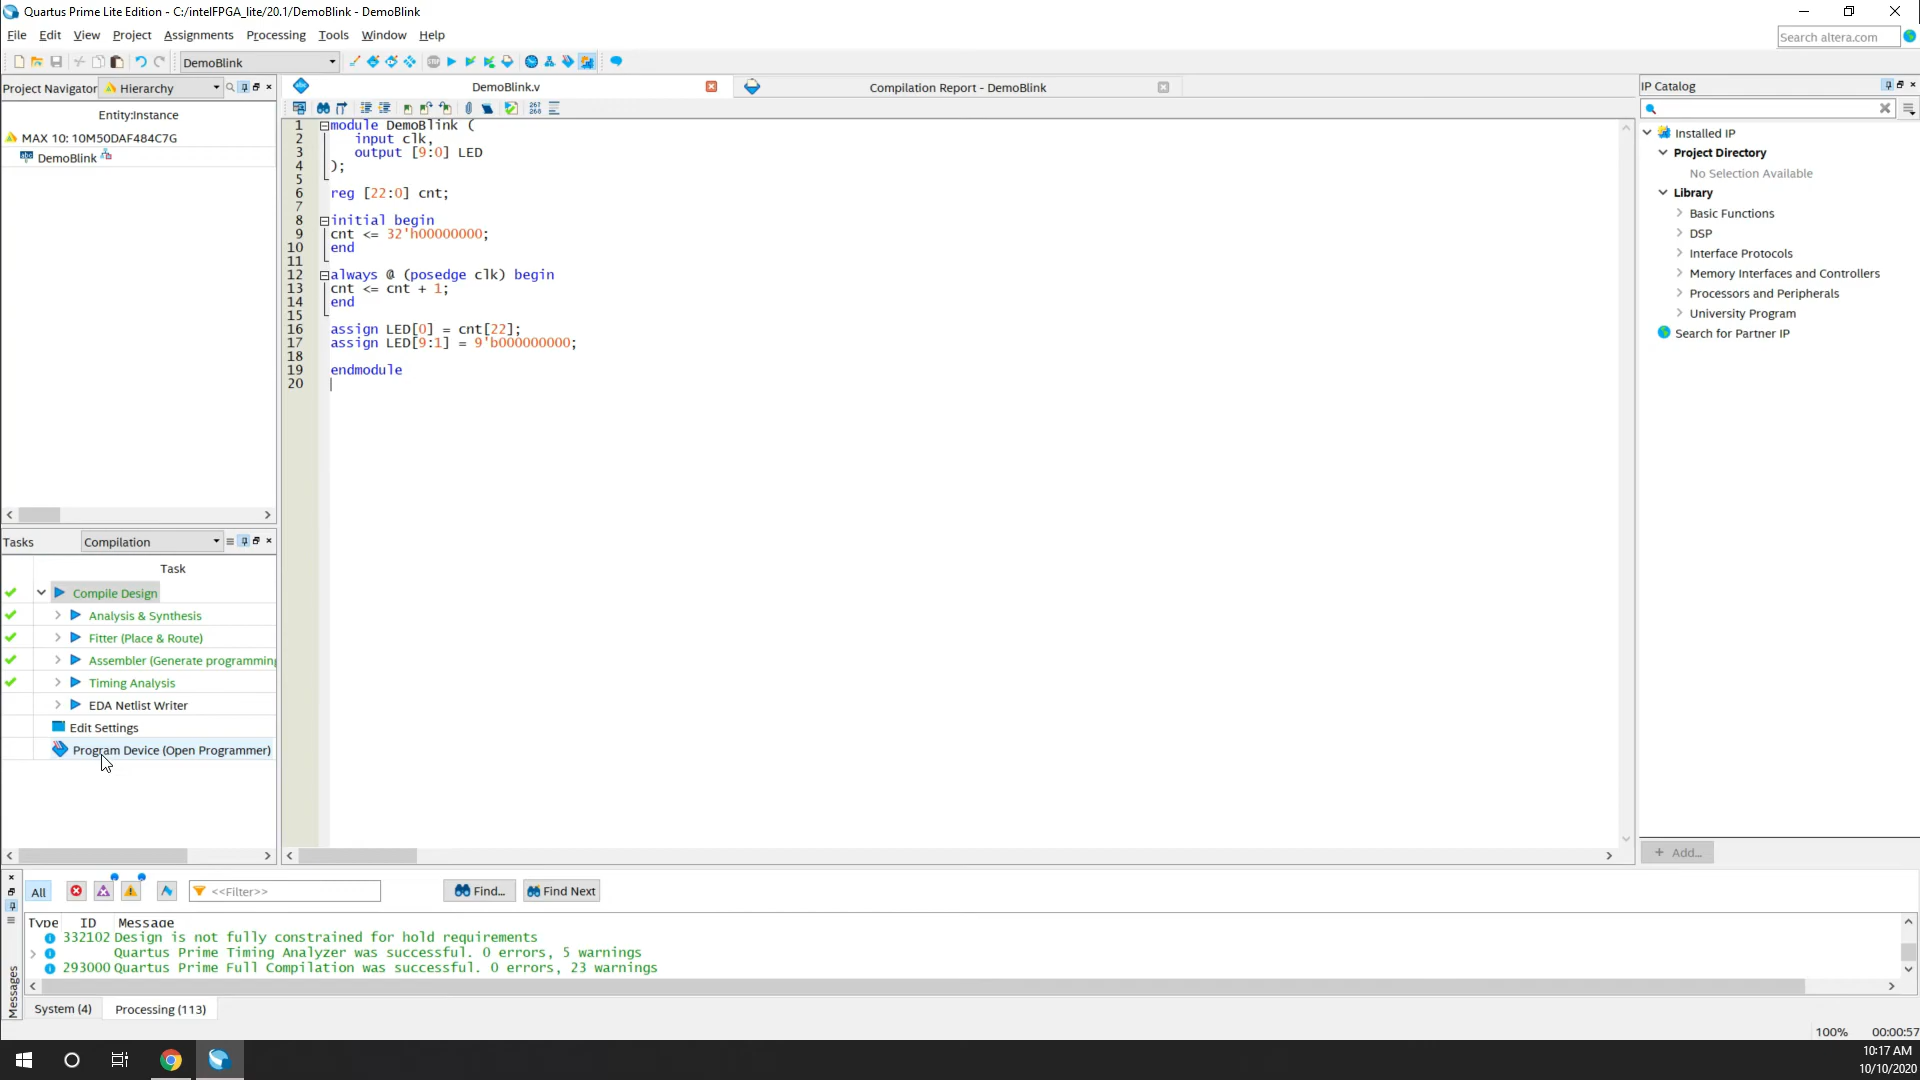 Quartus Prime Lite Edition - C:/intelFPGA_lite/20.1/DemoBlink - DemoBlink
File Edit View Project Assignments Processing Tools Window Help
Search altera.com
DemoBlink
Project Navigator Hierarchy
Entity:Instance
MAX 10: 10M50DAF484C7G
DemoBlink
DemoBlink.v
Compilation Report - DemoBlink
1 module DemoBlink (
2 input clk,
3 output [9:0] LED
4 );
5
6 reg [22:0] cnt;
7
8 initial begin
9 cnt <= 32'h00000000;
10 end
11
12 always @ (posedge clk) begin
13 cnt <= cnt + 1;
14 end
15
16 assign LED[0] = cnt[22];
17 assign LED[9:1] = 9'b000000000;
18
19 endmodule
20
IP Catalog
Installed IP
Project Directory
No Selection Available
Library
Basic Functions
DSP
Interface Protocols
Memory Interfaces and Controllers
Processors and Peripherals
University Program
Search for Partner IP
+ Add...
Tasks Compilation
Task
Compile Design
Analysis & Synthesis
Fitter (Place & Route)
Assembler (Generate programming
Timing Analysis
EDA Netlist Writer
Edit Settings
Program Device (Open Programmer)
All <<Filter>> Find... Find Next
Type ID Message
332102 Design is not fully constrained for hold requirements
Quartus Prime Timing Analyzer was successful. 0 errors, 5 warnings
293000 Quartus Prime Full Compilation was successful. 0 errors, 23 warnings
Messages
System (4) Processing (113)
100% 00:00:57
10:17 AM
10/10/2020